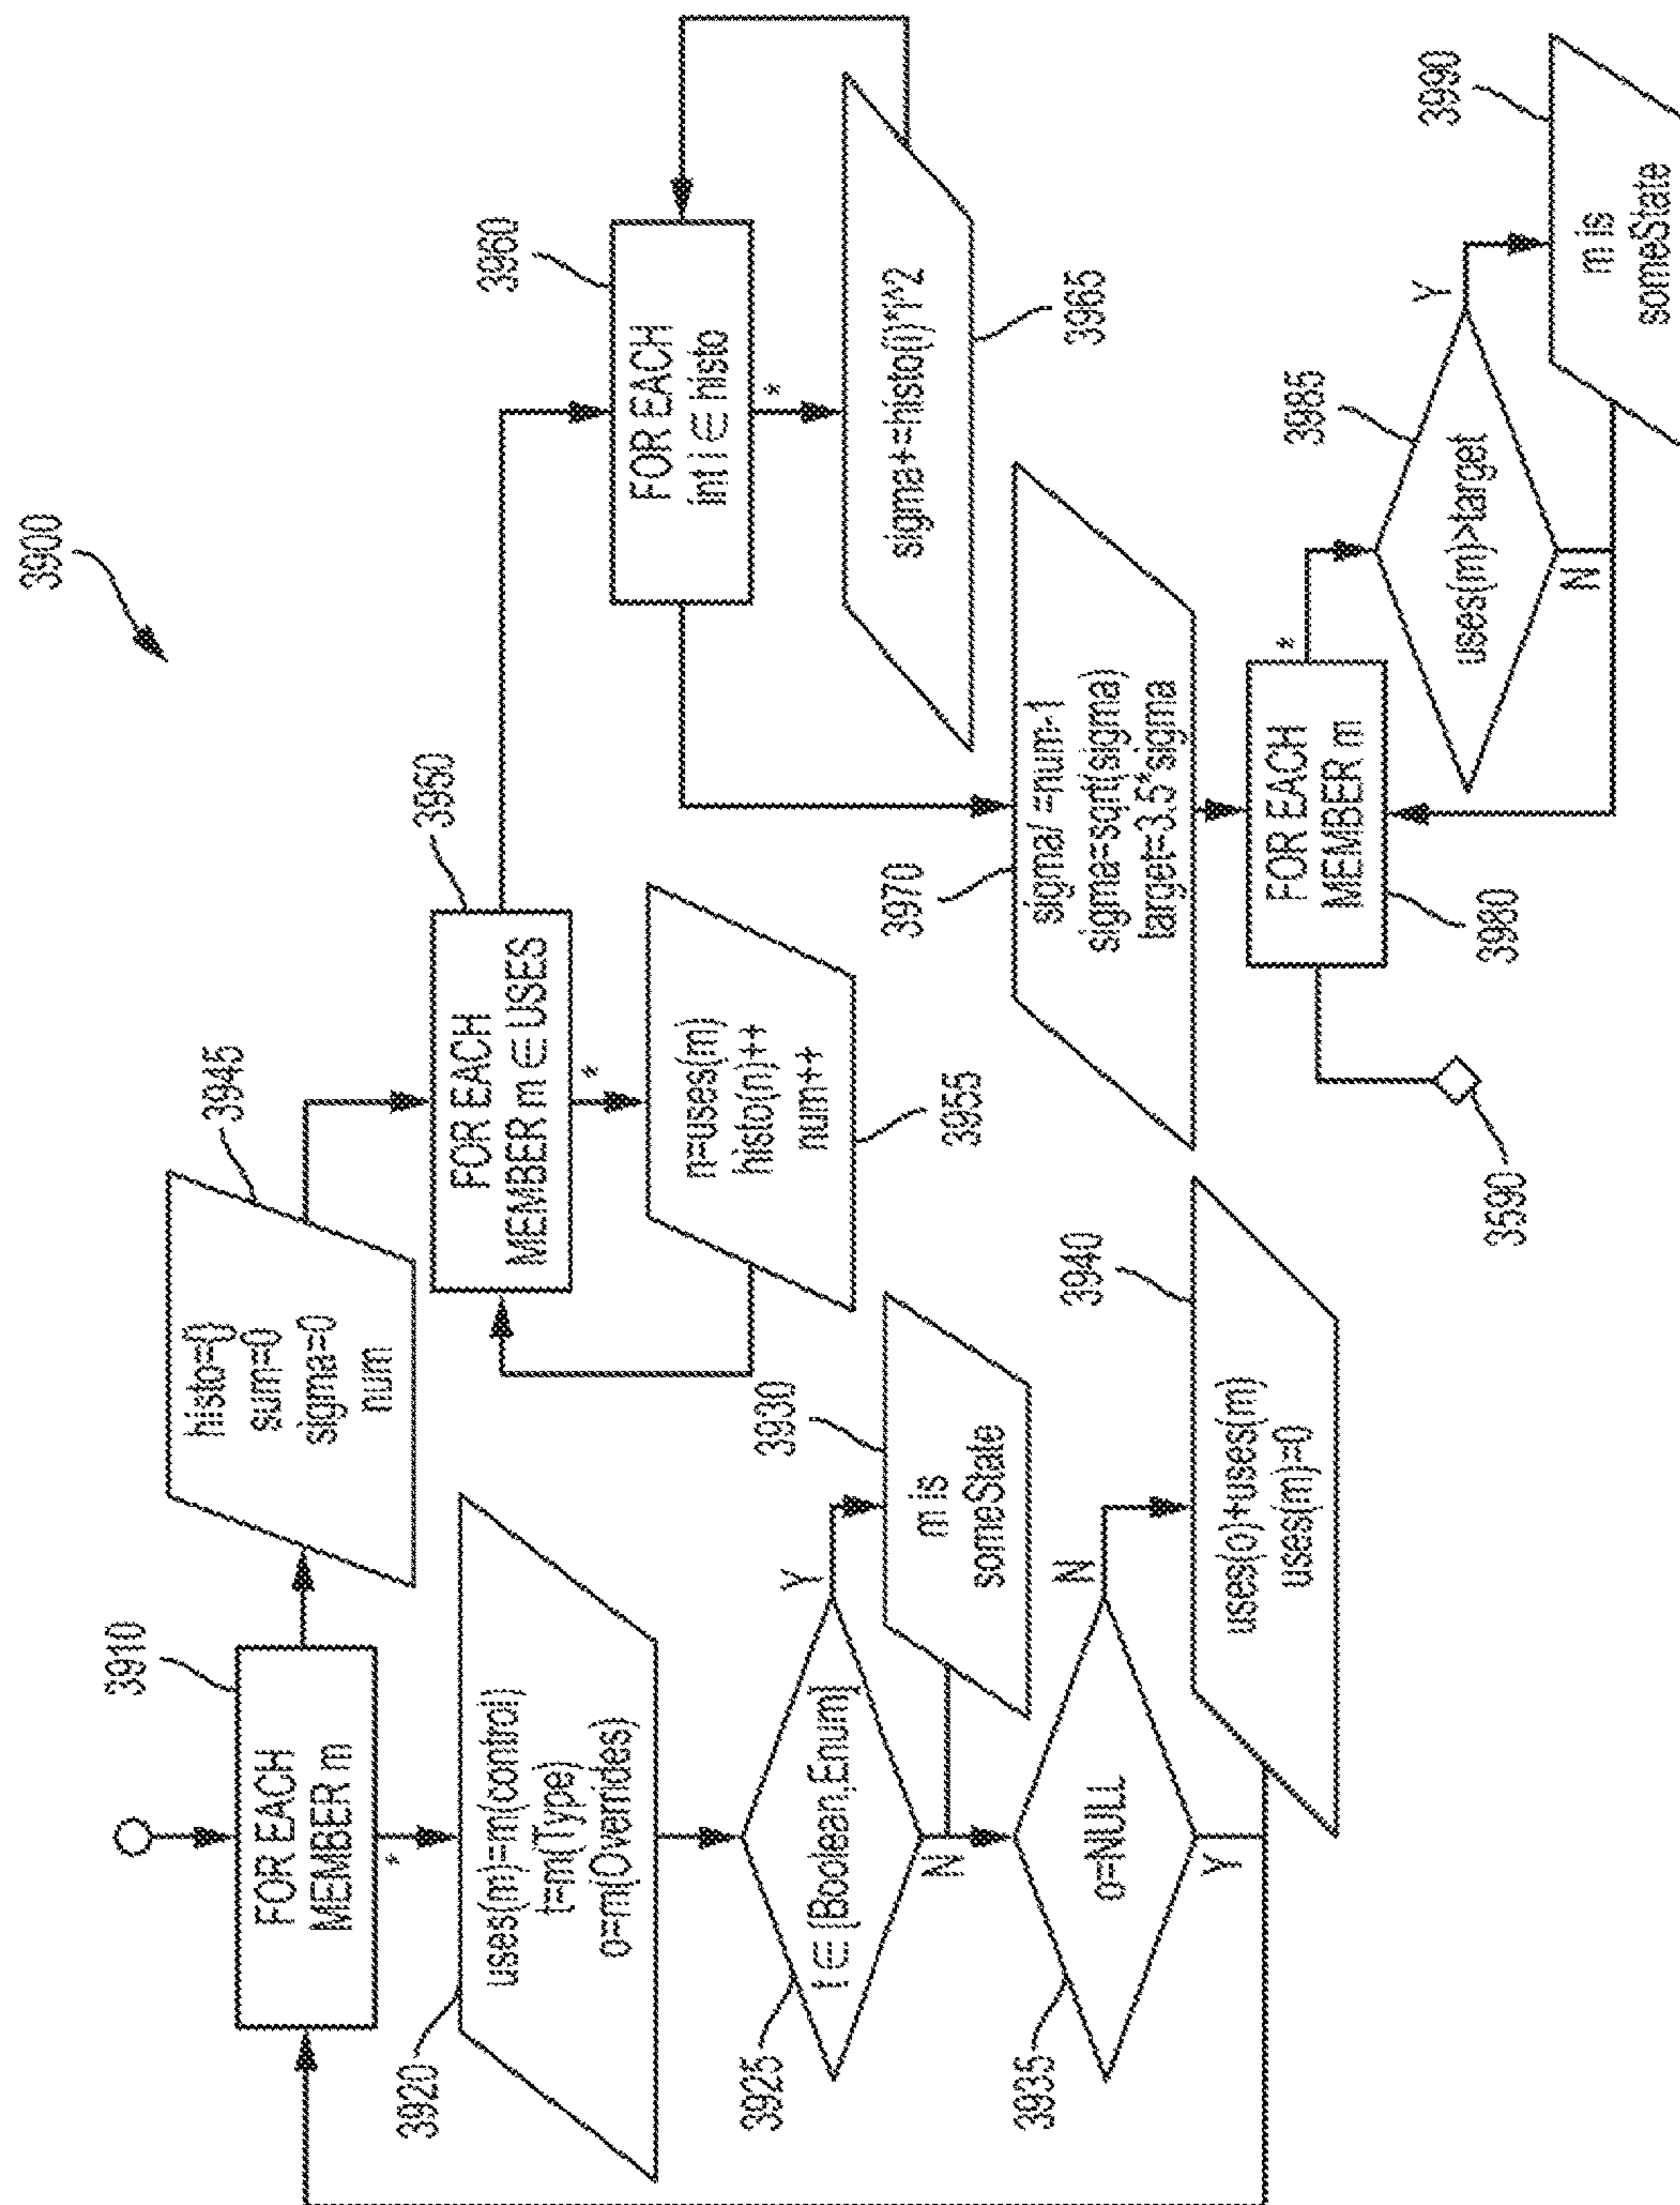 3900
3910
FOR EACH
MEMBER m
*
3920
uses(m)=m(control)
t=m(Type)
o=m(Overrides)
3925
t ∈ [Boolean,Enum]
Y
N
3930
m is
someState
3935
o=NULL
N
Y
3940
uses(o)+uses(m)
uses(m)=0
3945
histo={}
sum=0
sigma=0
num
3960
FOR EACH
MEMBER m ∈ USES
*
n=uses(m)
histo(n)++
num++
3955
3960
FOR EACH
int i ∈ histo
*
sigma+=histo(i)*i^2
3965
3970
sigma/ =num-1
sigma=sqrt(sigma)
target=3.5*sigma
FOR EACH
MEMBER m
3980
*
3985
uses(m)>target
Y
N
3990
m is
someState
3590